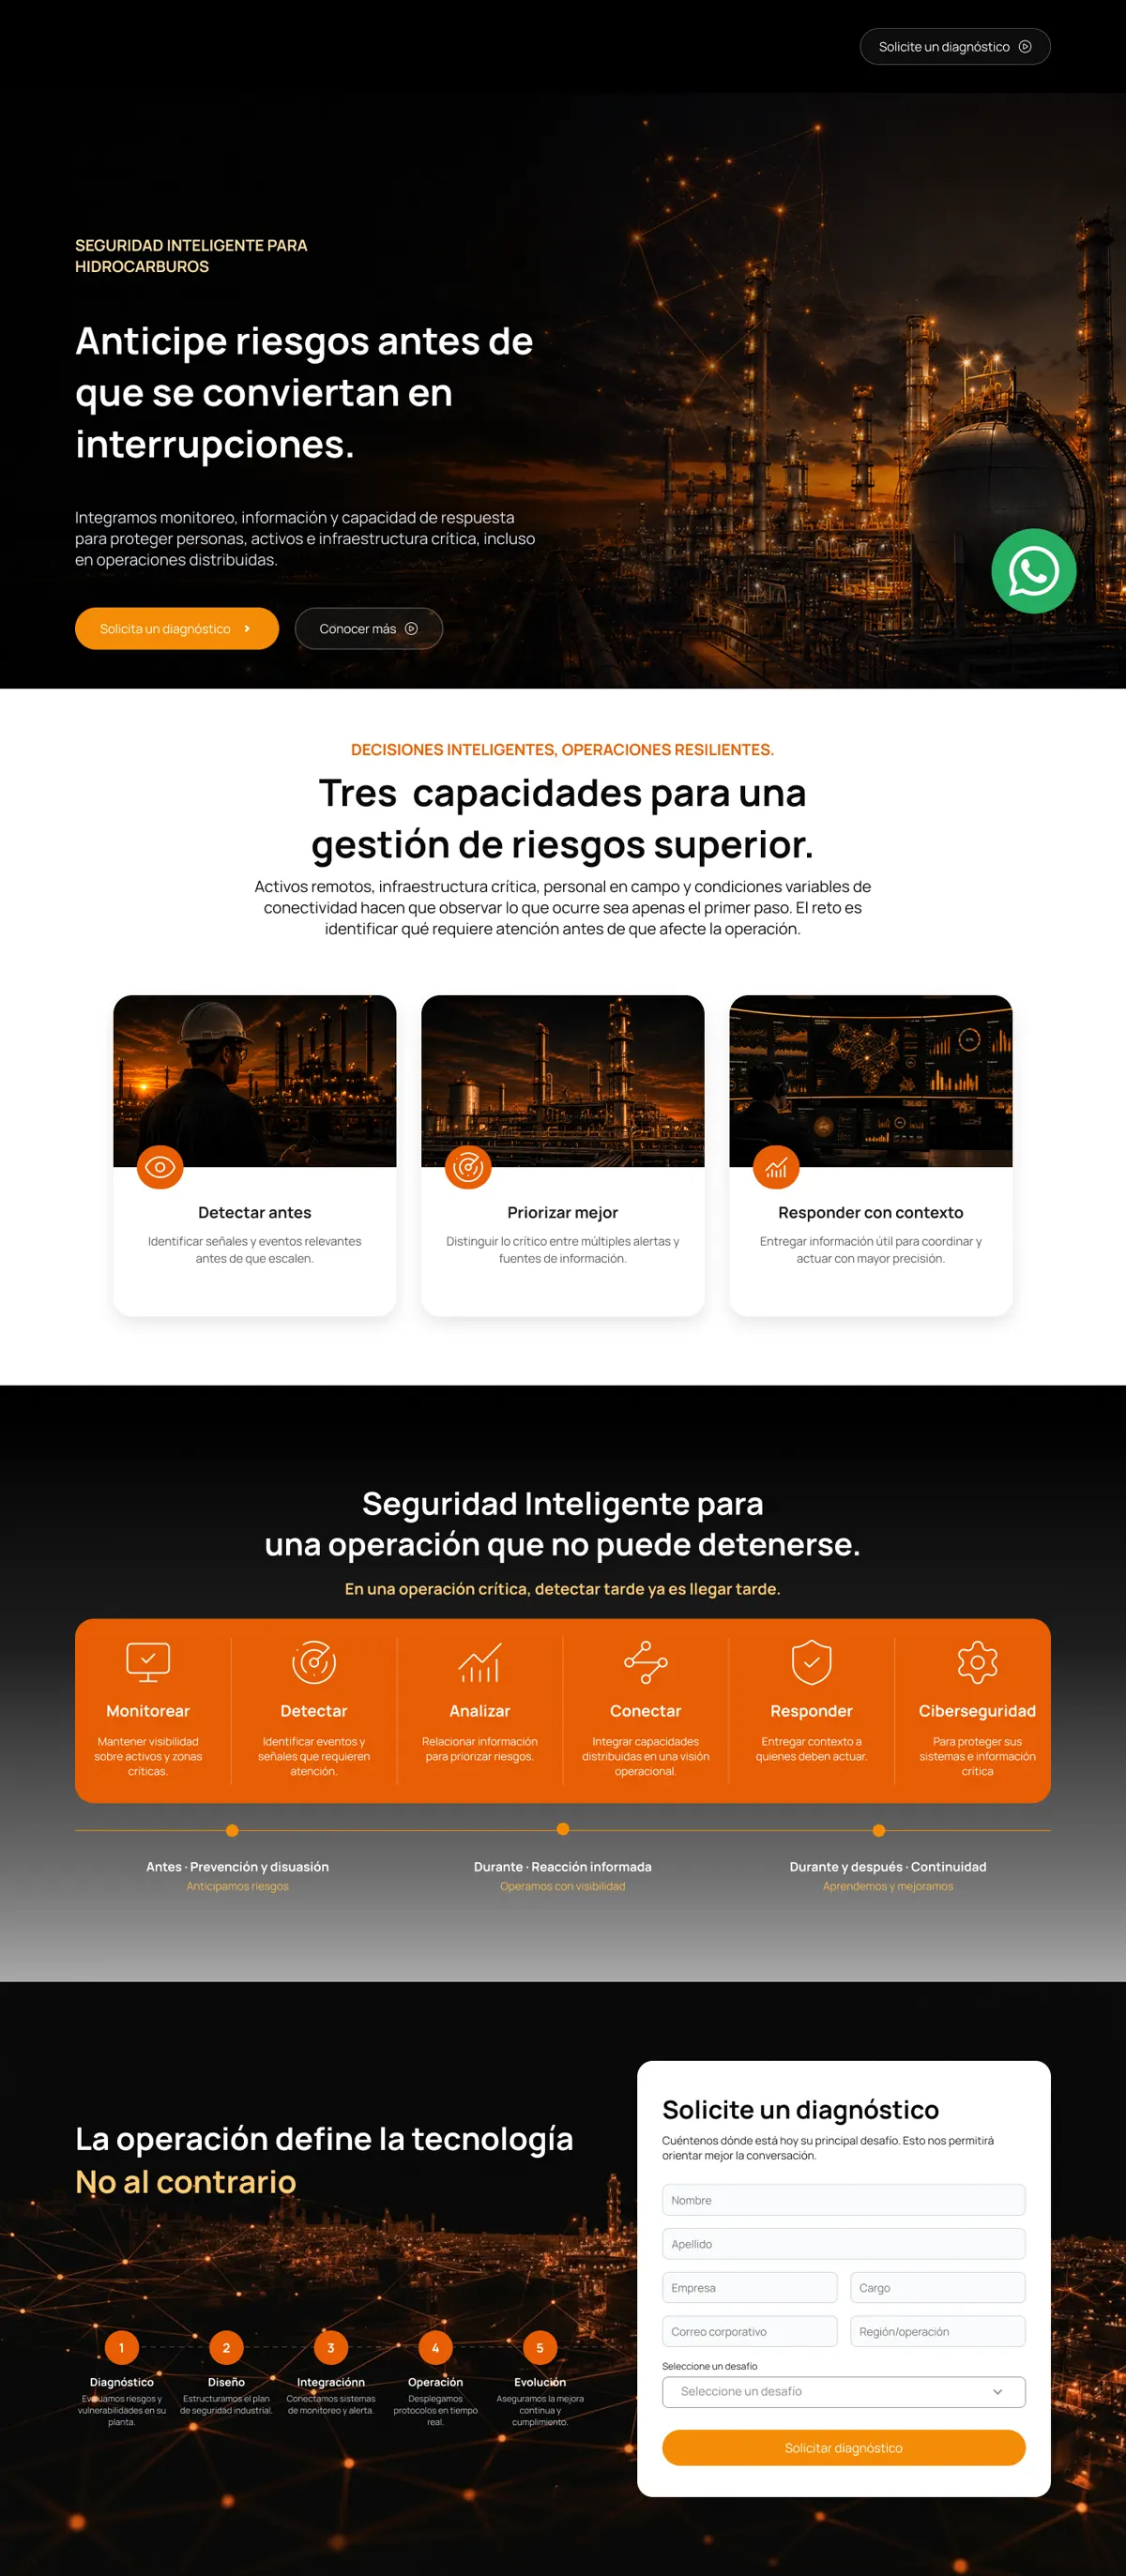 Solicite un diagnóstico
SEGURIDAD INTELIGENTE PARA
HIDROCARBUROS
Anticipe riesgos antes de
que se conviertan en
interrupciones.
Integramos monitoreo, información y capacidad de respuesta
para proteger personas, activos e infraestructura crítica, incluso
en operaciones distribuidas.
Solicita un diagnóstico
Conocer más
DECISIONES INTELIGENTES, OPERACIONES RESILIENTES.
Tres capacidades para una
gestión de riesgos superior.
Activos remotos, infraestructura crítica, personal en campo y condiciones variables de
conectividad hacen que observar lo que ocurre sea apenas el primer paso. El reto es
identificar qué requiere atención antes de que afecte la operación.
Detectar antes
Identificar señales y eventos relevantes
antes de que escalen.
Priorizar mejor
Distinguir lo crítico entre múltiples alertas y
fuentes de información.
Responder con contexto
Entregar información útil para coordinar y
actuar con mayor precisión.
Seguridad Inteligente para
una operación que no puede detenerse.
En una operación crítica, detectar tarde ya es llegar tarde.
Monitorear
Mantener visibilidad
sobre activos y zonas
críticas.
Detectar
Identificar eventos y
señales que requieren
atención.
Analizar
Relacionar información
para priorizar riesgos.
Conectar
Integrar capacidades
distribuidas en una visión
operacional.
Responder
Entregar contexto a
quienes deben actuar.
Ciberseguridad
Para proteger sus
sistemas e información
crítica
Antes · Prevención y disuasión
Anticipamos riesgos
Durante · Reacción informada
Operamos con visibilidad
Durante y después · Continuidad
Aprendemos y mejoramos
La operación define la tecnología
No al contrario
1
Diagnóstico
Evaluamos riesgos y
vulnerabilidades en su
planta.
2
Diseño
Estructuramos el plan
de seguridad industrial.
3
Integraciónn
Conectamos sistemas
de monitoreo y alerta.
4
Operación
Desplegamos
protocolos en tiempo
real.
5
Evolución
Aseguramos la mejora
continua y
cumplimiento.
Solicite un diagnóstico
Cuéntenos dónde está hoy su principal desafío. Esto nos permitirá
orientar mejor la conversación.
Nombre
Apellido
Empresa
Cargo
Correo corporativo
Región/operación
Seleccione un desafío
Seleccione un desafío
Solicitar diagnóstico